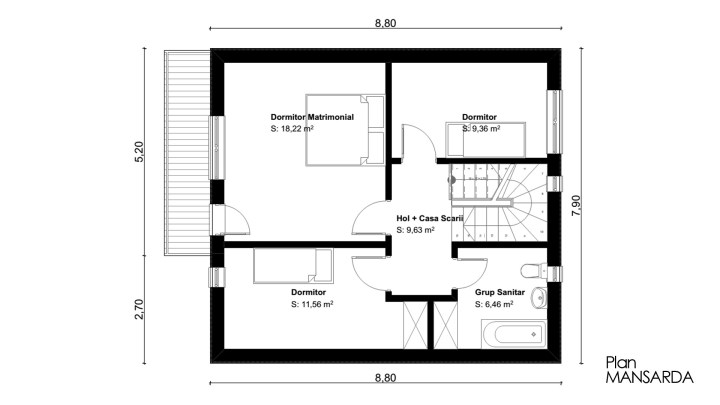 8,80
Dormitor Matrimonial
S: 18,22 m²
Dormitor
S: 9,36 m²
5,20
7,90
Hol + Casa Scarii
S: 9,63 m²
Dormitor
S: 11,56 m²
Grup Sanitar
S: 6,46 m²
2,70
8,80
Plan
MANSARDA